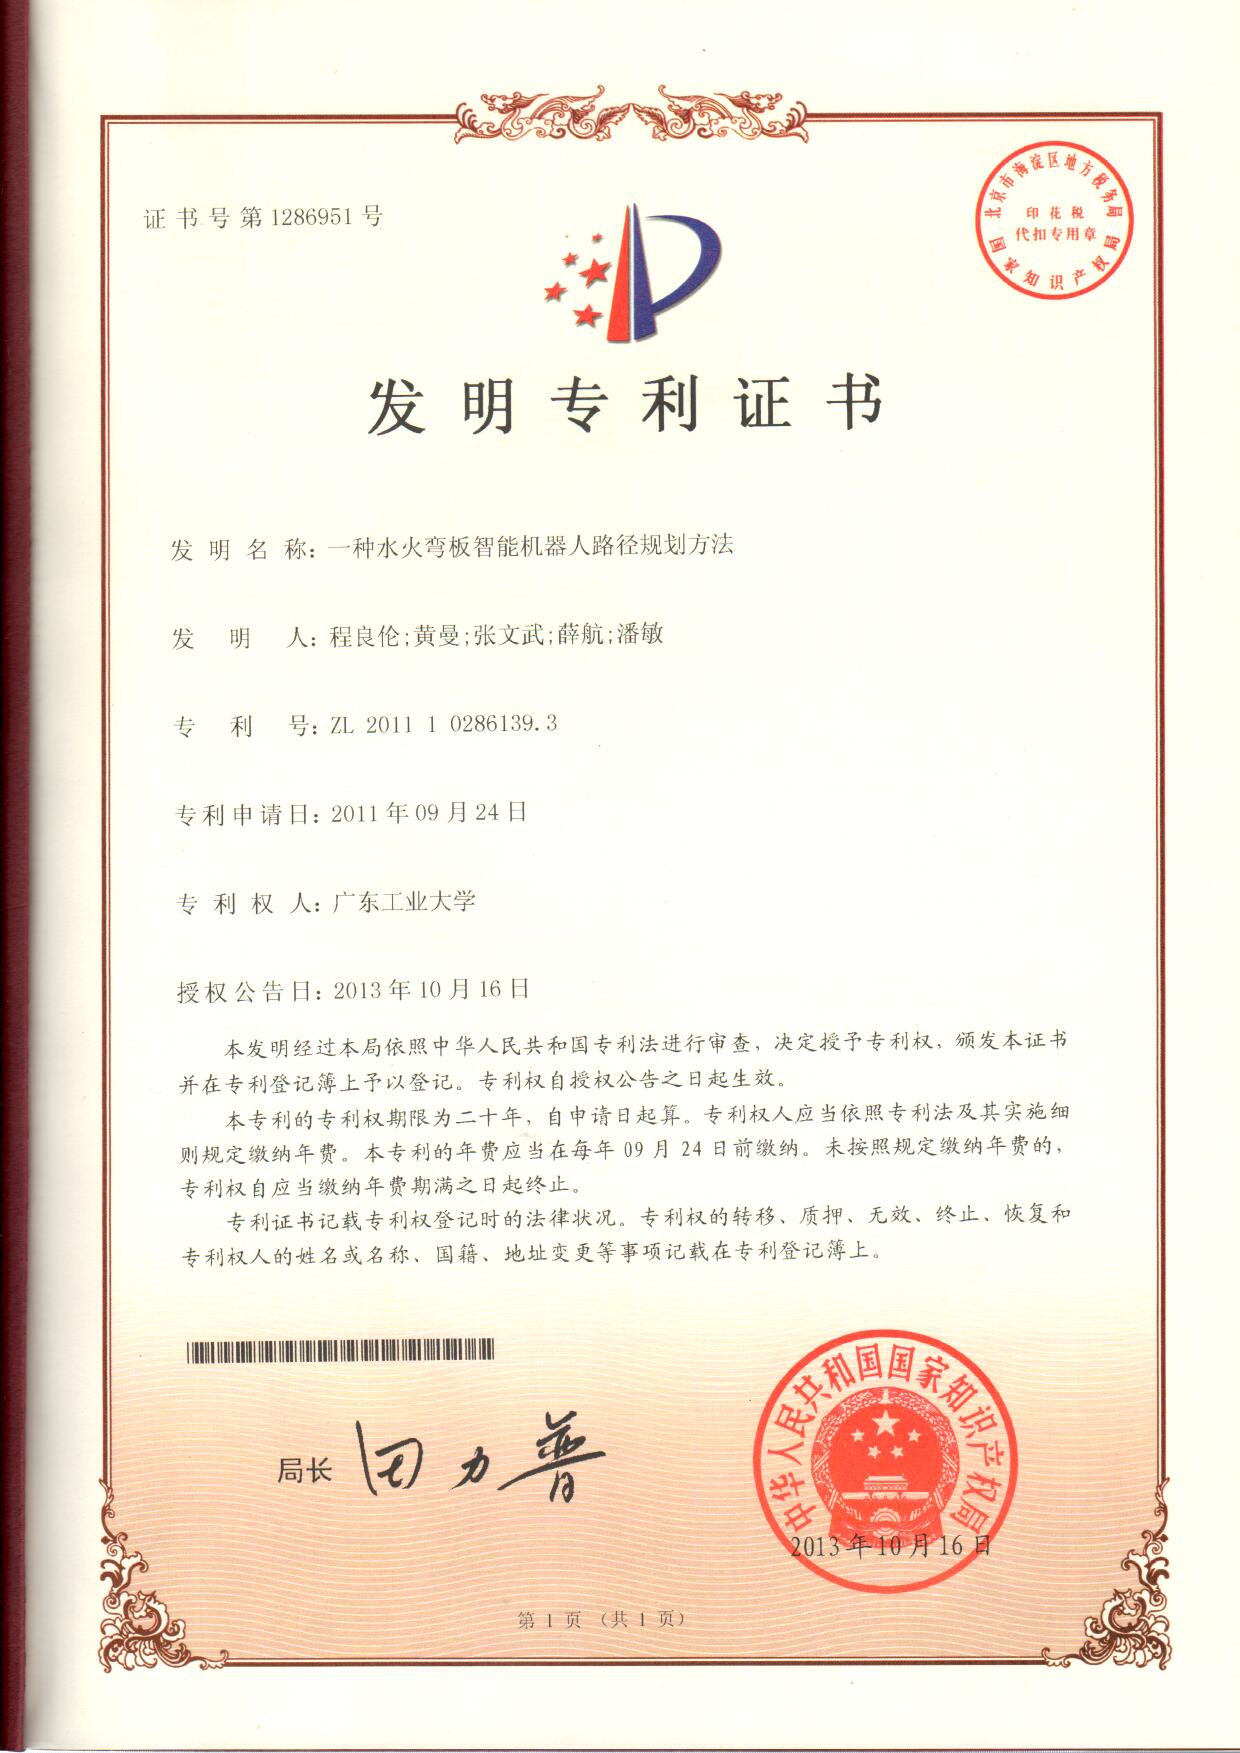 证书号第1286951号
北京市海淀区地方税务局
印花税
代扣专用章
国家知识产权局
发明专利证书
发明名称：一种水火弯板智能机器人路径规划方法
发明人：程良伦;黄曼;张文武;薛航;潘敏
专利号：ZL 2011 1 0286139.3
专利申请日：2011年09月24日
专利权人：广东工业大学
授权公告日：2013年10月16日
本发明经过本局依照中华人民共和国专利法进行审查，决定授予专利权，颁发本证书
并在专利登记簿上予以登记。专利权自授权公告之日起生效。
本专利的专利权期限为二十年，自申请日起算。专利权人应当依照专利法及其实施细
则规定缴纳年费。本专利的年费应当在每年09月24日前缴纳。未按照规定缴纳年费的，
专利权自应当缴纳年费期满之日起终止。
专利证书记载专利权登记时的法律状况。专利权的转移、质押、无效、终止、恢复和
专利权人的姓名或名称、国籍、地址变更等事项记载在专利登记簿上。
局长 田力普
中华人民共和国国家知识产权局
2013年10月16日
第1页（共1页）